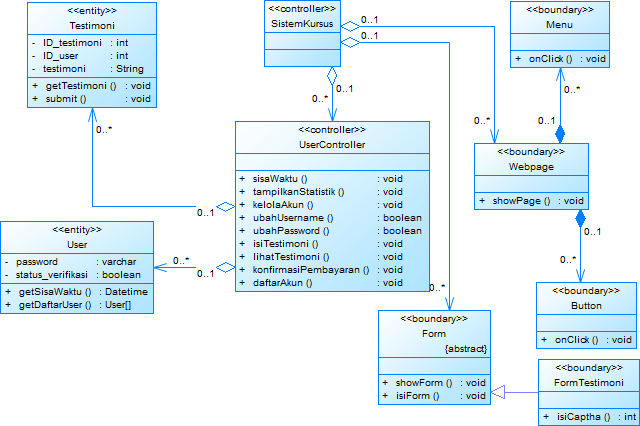 <<entity>>
Testimoni
- ID_testimoni : int
- ID_user : int
- testimoni : String
+ getTestimoni () : void
+ submit () : void
0..*
<<controller>>
SistemKursus
0..1
0..1
0..1
0..*
<<boundary>>
Menu
+ onClick () : void
0..*
0..1
0..*
<<boundary>>
Webpage
+ showPage () : void
0..1
0..*
<<controller>>
UserController
+ sisaWaktu () : void
+ tampilkanStatistik () : void
+ kelolaAkun () : void
+ ubahUsername () : boolean
+ ubahPassword () : boolean
+ isiTestimoni () : void
+ lihatTestimoni () : void
+ konfirmasiPembayaran () : void
+ daftarAkun () : void
0..1
0..*
0..1
<<entity>>
User
- password : varchar
- status_verifikasi : boolean
+ getSisaWaktu () : Datetime
+ getDaftarUser () : User[]
0..*
<<boundary>>
Form
{abstract}
+ showForm () : void
+ isiForm () : void
<<boundary>>
Button
+ onClick () : void
<<boundary>>
FormTestimoni
+ isiCaptha () : int